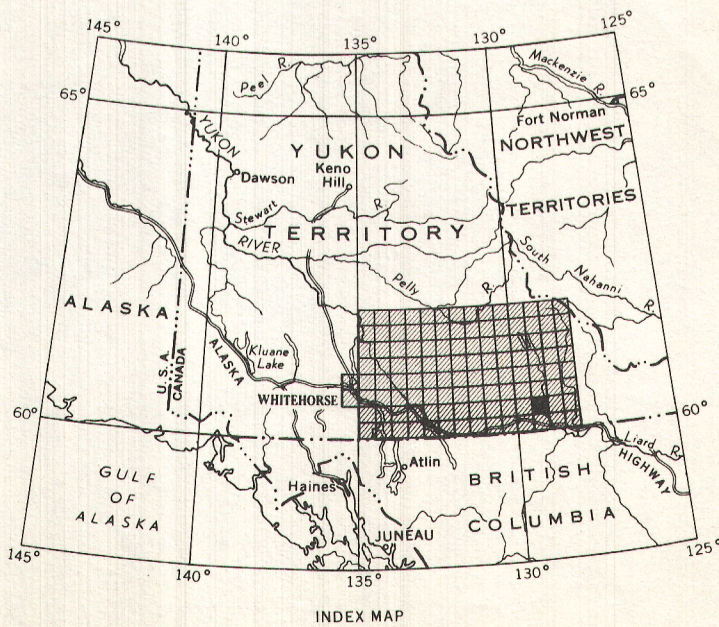 145°
140°
135°
130°
125°
Peel R.
Mackenzie R.
65°
65°
YUKON
Fort Norman
NORTHWEST
YUKON
Keno
Hill
Dawson
TERRITORIES
Stewart R.
TERRITORY
RIVER
South Nahanni R.
Pelly R.
ALASKA
U.S.A.
CANADA
ALASKA
Kluane
Lake
WHITEHORSE
60°
60°
Liard R.
HIGHWAY
Atlin
BRITISH
GULF
OF
ALASKA
Haines
COLUMBIA
JUNEAU
145°
140°
135°
130°
125°
INDEX MAP